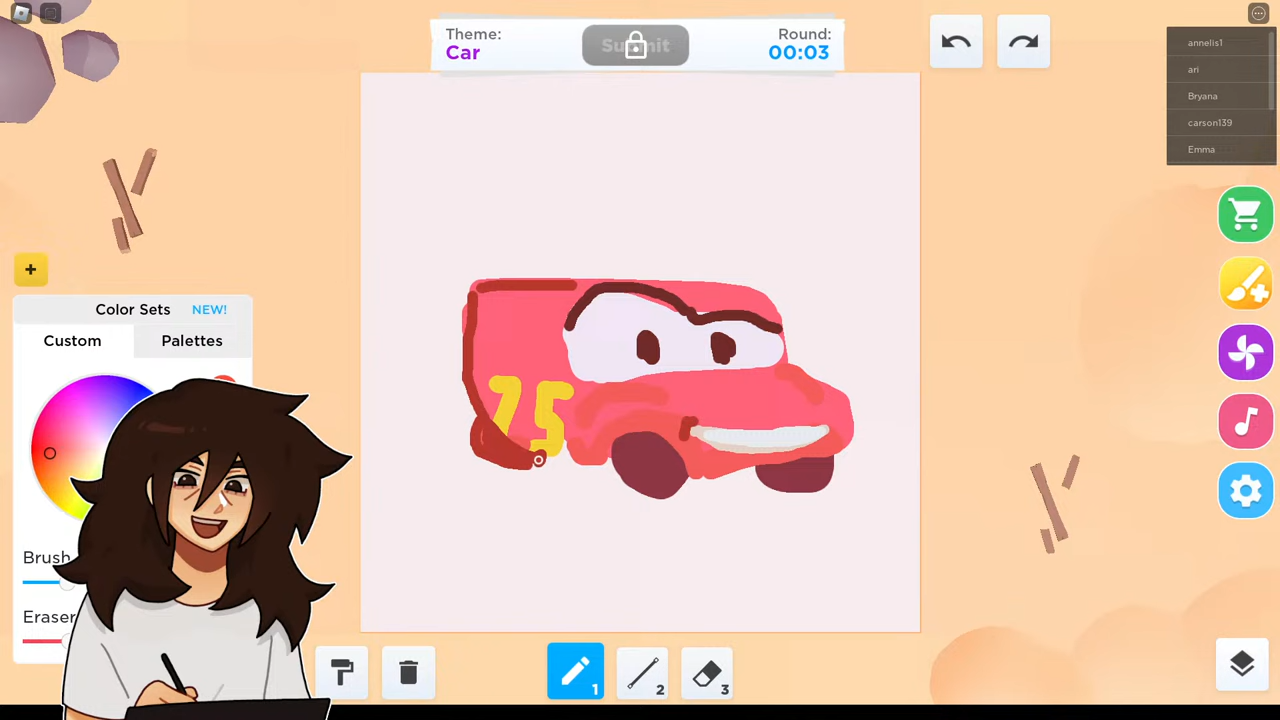 Theme:
Car
Submit
Round:
00:03
annelis1
ari
Bryana
carson139
Emma
+
Color Sets NEW!
Custom
Palettes
75
Brush
Eraser
1
2
3